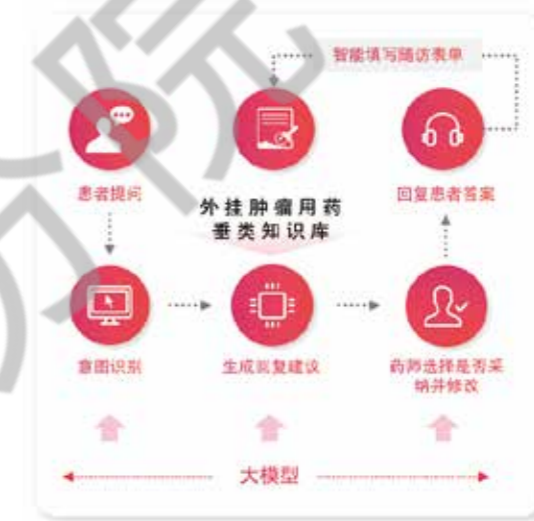 智能填写随访表单
患者提问
回复患者答案
外挂肿瘤用药
垂类知识库
意图识别
生成回复建议
药师选择是否采
纳并修改
大模型